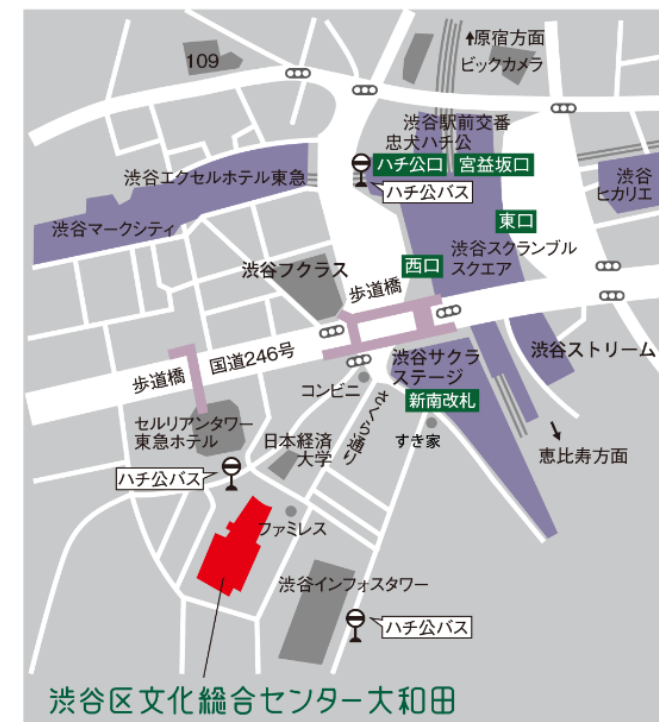 ↑原宿方面
ビックカメラ
109
渋谷駅前交番
忠犬ハチ公
ハチ公口
宮益坂口
ハチ公バス
渋谷エクセルホテル東急
渋谷
ヒカリエ
渋谷マークシティ
東口
渋谷スクランブル
スクエア
西口
渋谷フクラス
歩道橋
渋谷ストリーム
国道246号
歩道橋
渋谷サクラ
ステージ
新南改札
コンビニ
さくら通り
セルリアンタワー
東急ホテル
日本経済
大学
すき家
恵比寿方面
ハチ公バス
ファミレス
渋谷インフォスタワー
ハチ公バス
渋谷区文化総合センター大和田